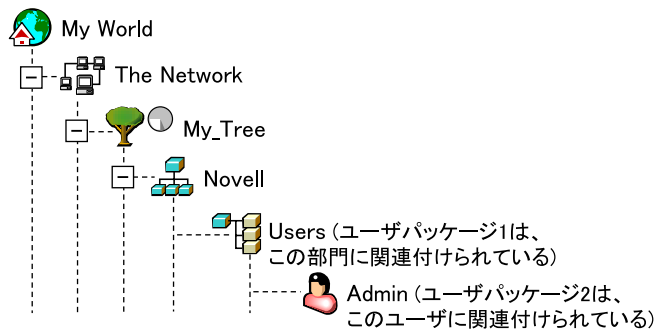 My World
The Network
My_Tree
Novell
Users (ユーザパッケージ1は、
この部門に関連付けられている)
Admin (ユーザパッケージ2は、
このユーザに関連付けられている)